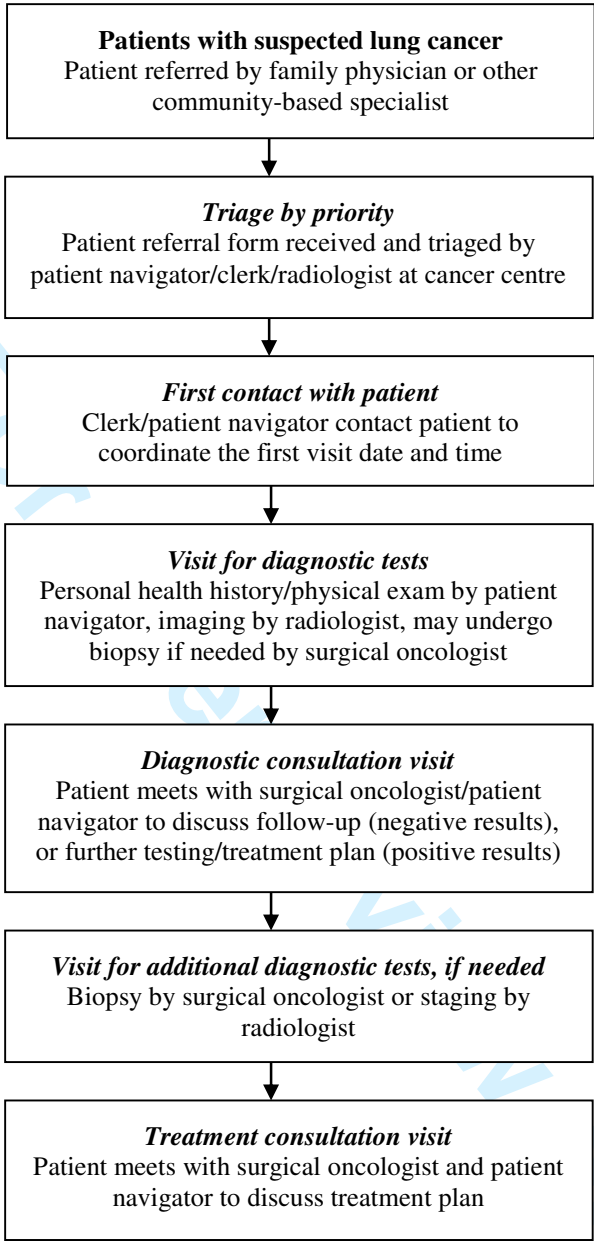 Patients with suspected lung cancer
Patient referred by family physician or other
community-based specialist
Triage by priority
Patient referral form received and triaged by
patient navigator/clerk/radiologist at cancer centre
First contact with patient
Clerk/patient navigator contact patient to
coordinate the first visit date and time
Visit for diagnostic tests
Personal health history/physical exam by patient
navigator, imaging by radiologist, may undergo
biopsy if needed by surgical oncologist
Diagnostic consultation visit
Patient meets with surgical oncologist/patient
navigator to discuss follow-up (negative results),
or further testing/treatment plan (positive results)
Visit for additional diagnostic tests, if needed
Biopsy by surgical oncologist or staging by
radiologist
Treatment consultation visit
Patient meets with surgical oncologist and patient
navigator to discuss treatment plan